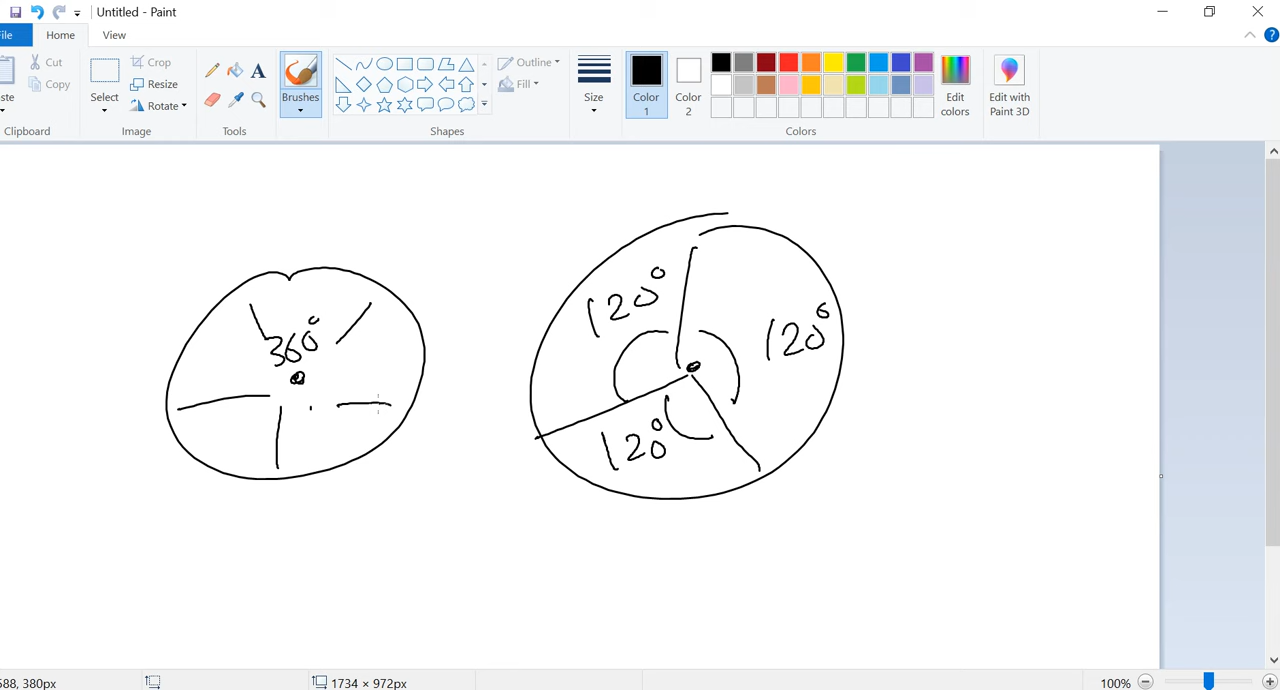 Untitled - Paint
File
Home
View
Paste
Cut
Copy
Clipboard
Select
Crop
Resize
Rotate
Image
A
Tools
Brushes
Shapes
Outline
Fill
Size
Color
1
Color
2
Colors
Edit
colors
Edit with
Paint 3D
?
360°
120°
120°
120°
588, 380px
1734 × 972px
100%